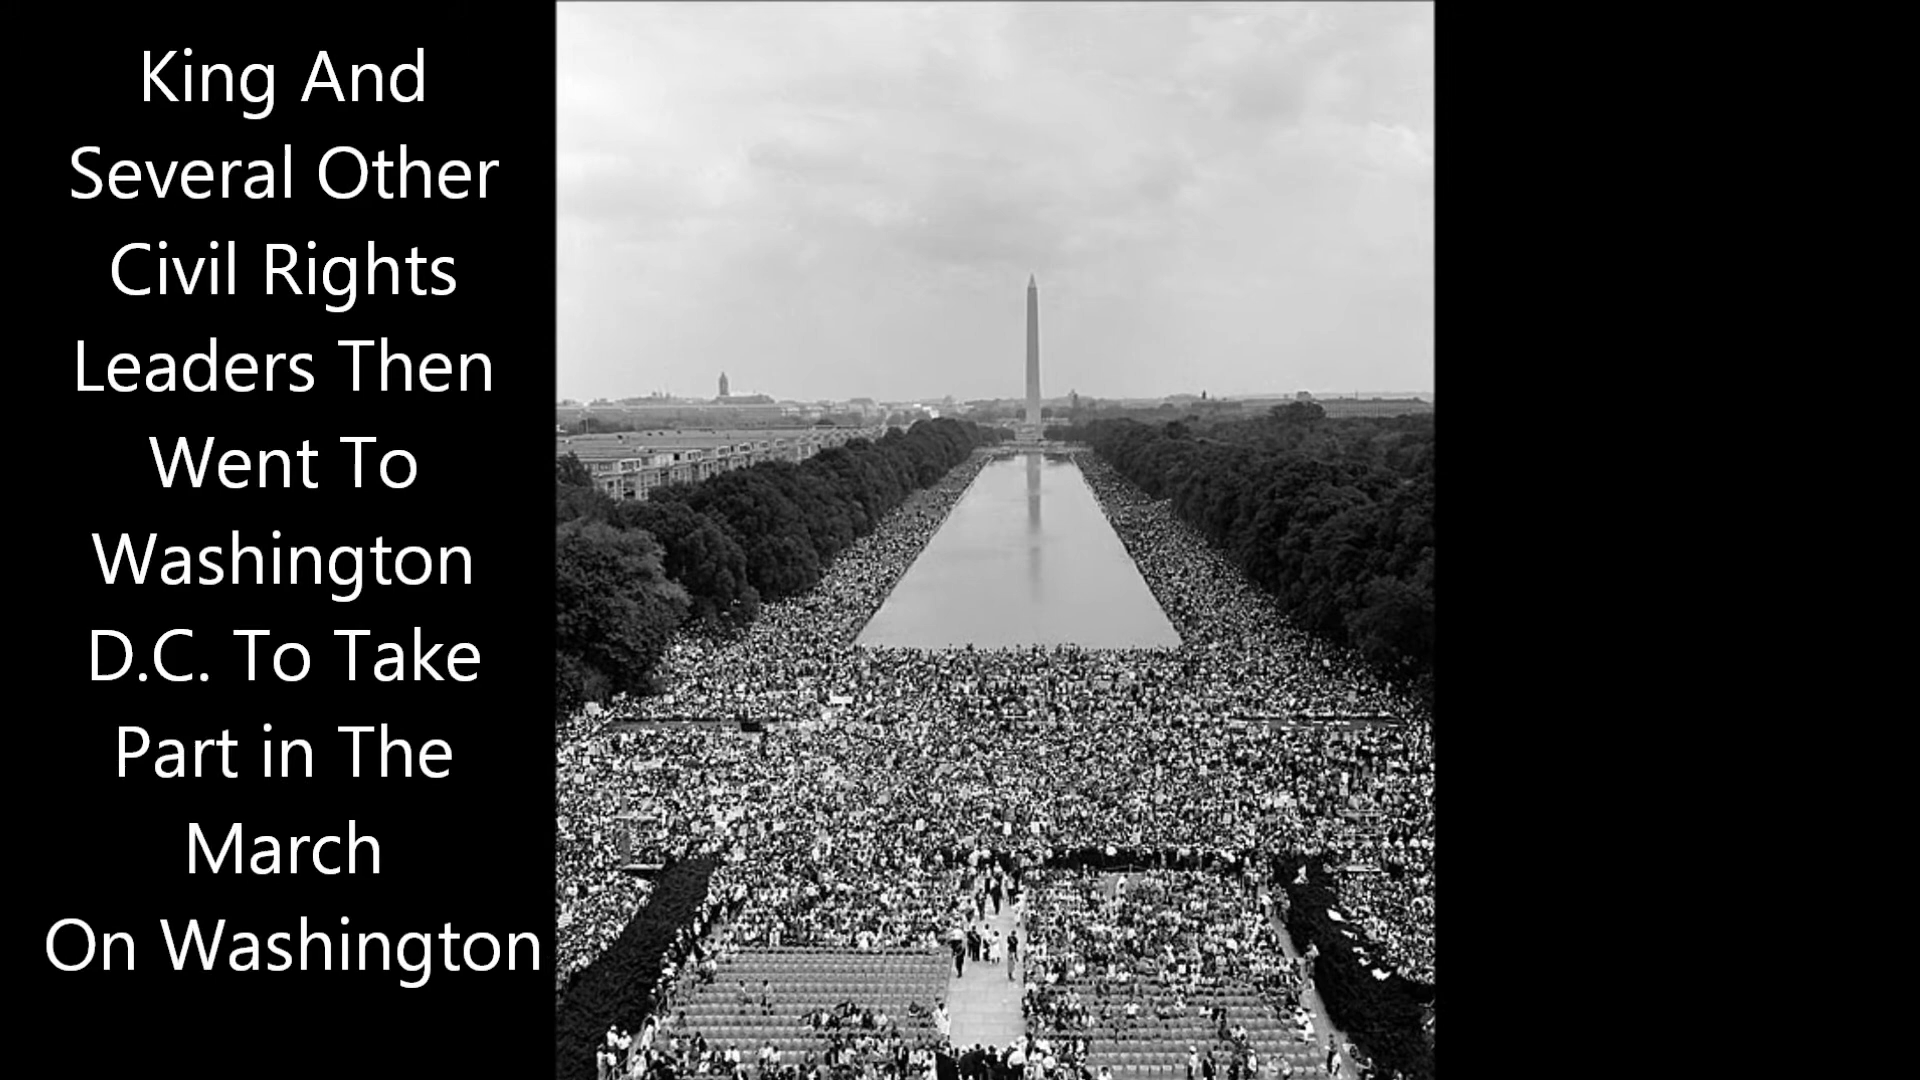 King And
Several Other
Civil Rights
Leaders Then
Went To
Washington
D.C. To Take
Part in The
March
On Washington